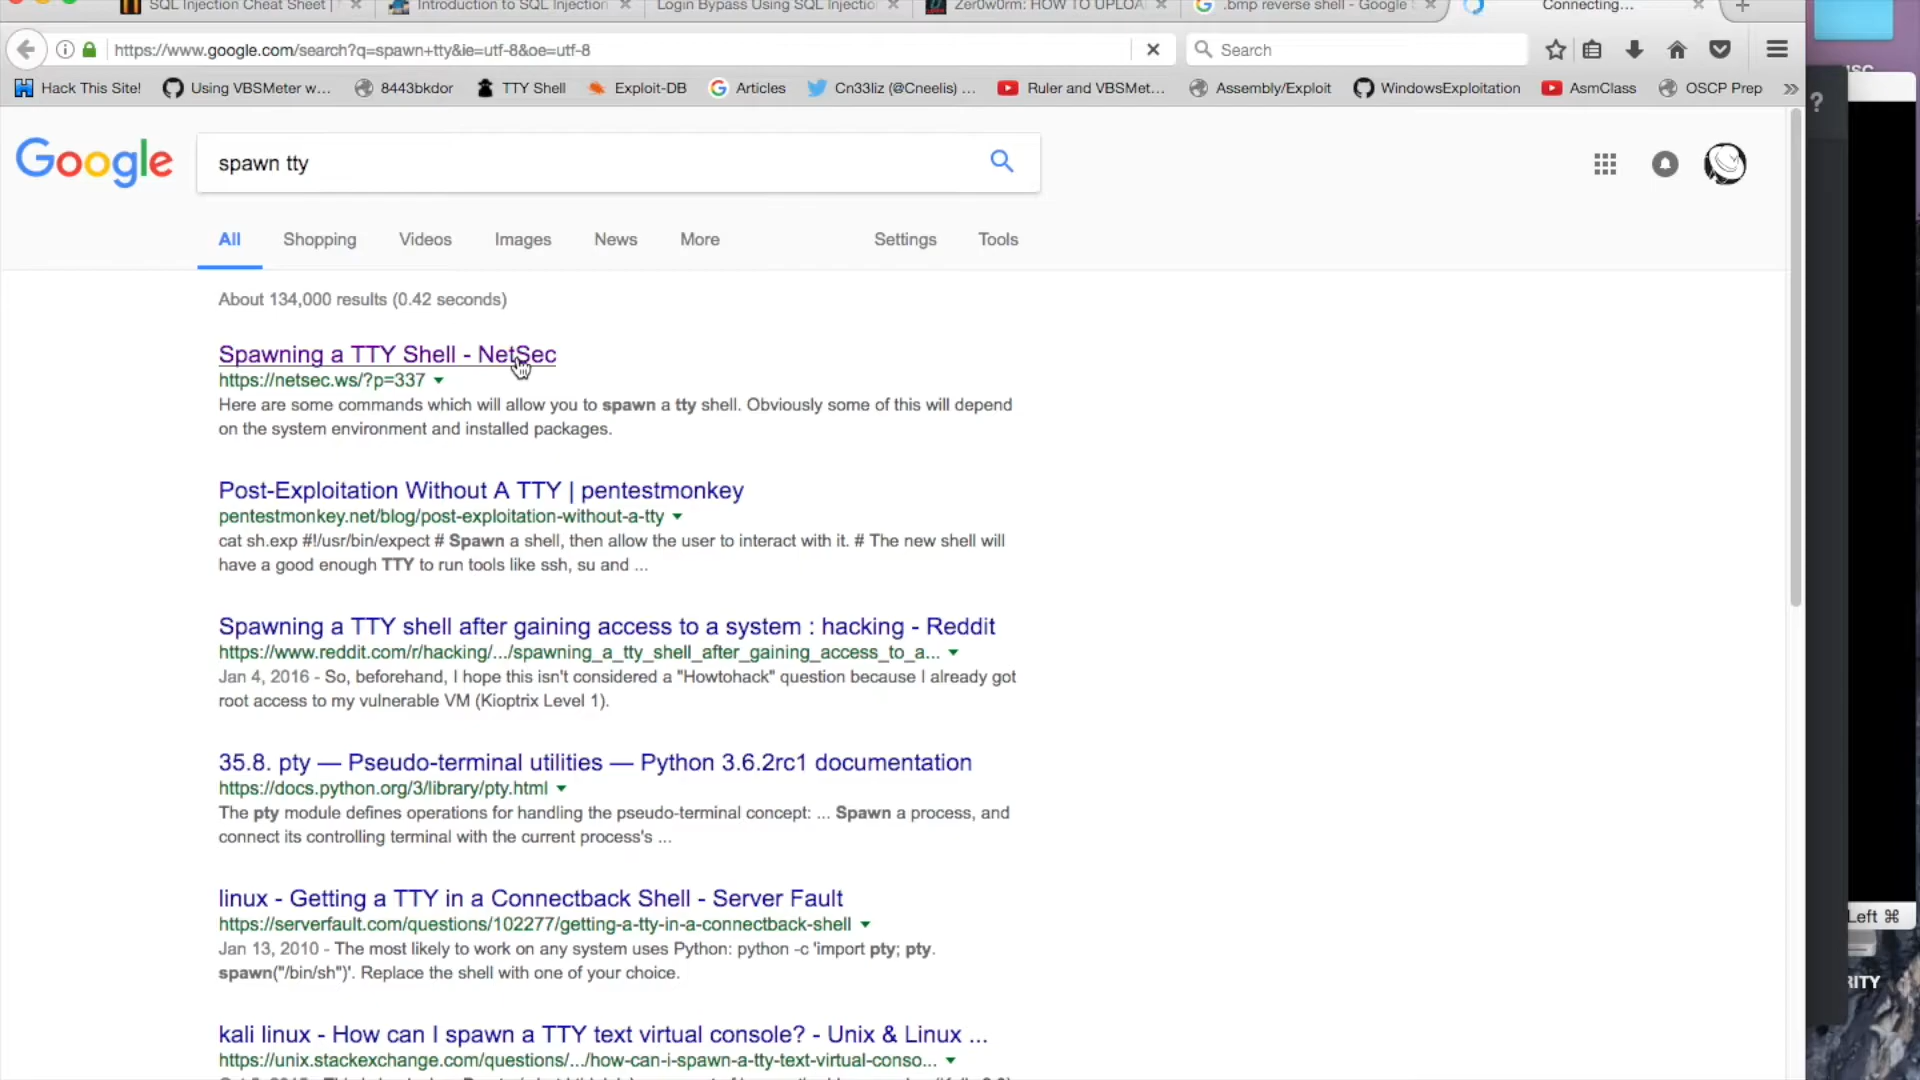 SQL Injection Cheat Sheet |
Introduction to SQL Injection
Login Bypass Using SQL Injectio
Zer0w0rm: HOW TO UPLOA
.bmp reverse shell - Google S
Connecting...
https://www.google.com/search?q=spawn+tty&ie=utf-8&oe=utf-8
Search
Hack This Site!
Using VBSMeter w...
8443bkdor
TTY Shell
Exploit-DB
Articles
Cn33liz (@Cneelis) ...
Ruler and VBSMet...
Assembly/Exploit
WindowsExploitation
AsmClass
OSCP Prep
»
?
Google
spawn tty
All
Shopping
Videos
Images
News
More
Settings
Tools
About 134,000 results (0.42 seconds)
Spawning a TTY Shell - NetSec
https://netsec.ws/?p=337
Here are some commands which will allow you to spawn a tty shell. Obviously some of this will depend
on the system environment and installed packages.
Post-Exploitation Without A TTY | pentestmonkey
pentestmonkey.net/blog/post-exploitation-without-a-tty
cat sh.exp #!/usr/bin/expect # Spawn a shell, then allow the user to interact with it. # The new shell will
have a good enough TTY to run tools like ssh, su and ...
Spawning a TTY shell after gaining access to a system : hacking - Reddit
https://www.reddit.com/r/hacking/.../spawning_a_tty_shell_after_gaining_access_to_a...
Jan 4, 2016 - So, beforehand, I hope this isn't considered a "Howtohack" question because I already got
root access to my vulnerable VM (Kioptrix Level 1).
35.8. pty — Pseudo-terminal utilities — Python 3.6.2rc1 documentation
https://docs.python.org/3/library/pty.html
The pty module defines operations for handling the pseudo-terminal concept: ... Spawn a process, and
connect its controlling terminal with the current process's ...
linux - Getting a TTY in a Connectback Shell - Server Fault
https://serverfault.com/questions/102277/getting-a-tty-in-a-connectback-shell
Jan 13, 2010 - The most likely to work on any system uses Python: python -c 'import pty; pty.
spawn("/bin/sh")'. Replace the shell with one of your choice.
Left ⌘
RITY
kali linux - How can I spawn a TTY text virtual console? - Unix & Linux ...
https://unix.stackexchange.com/questions/.../how-can-i-spawn-a-tty-text-virtual-conso...